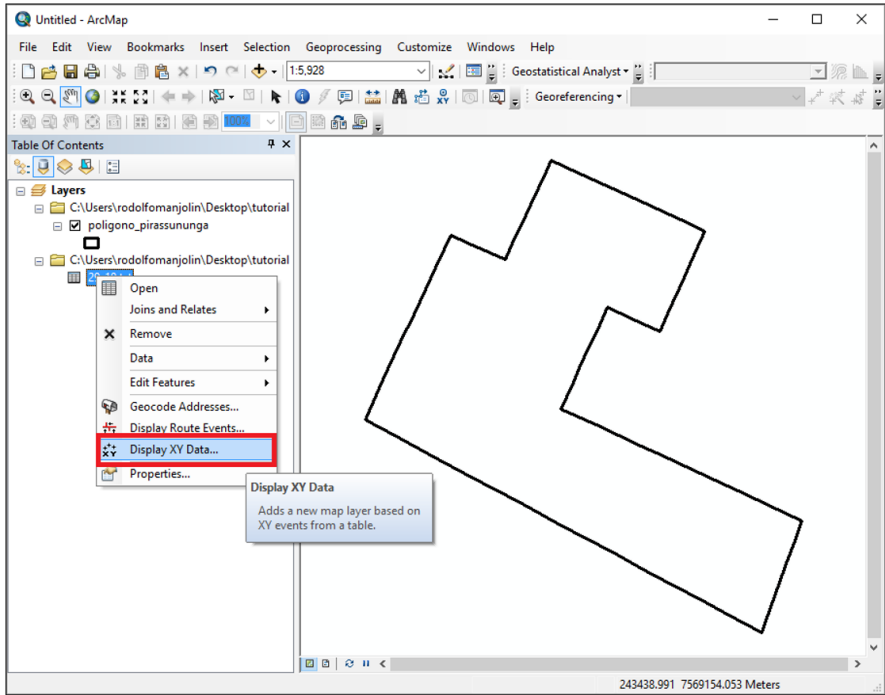 Untitled - ArcMap
File Edit View Bookmarks Insert Selection Geoprocessing Customize Windows Help
1:5,928 Geostatistical Analyst
Georeferencing
100%
Table Of Contents
Layers
C:\Users\rodolfomanjolin\Desktop\tutorial
poligono_pirassununga
C:\Users\rodolfomanjolin\Desktop\tutorial
Open
Joins and Relates
Remove
Data
Edit Features
Geocode Addresses...
Display Route Events...
Display XY Data...
Properties...
Display XY Data
Adds a new map layer based on
XY events from a table.
243438.991 7569154.053 Meters